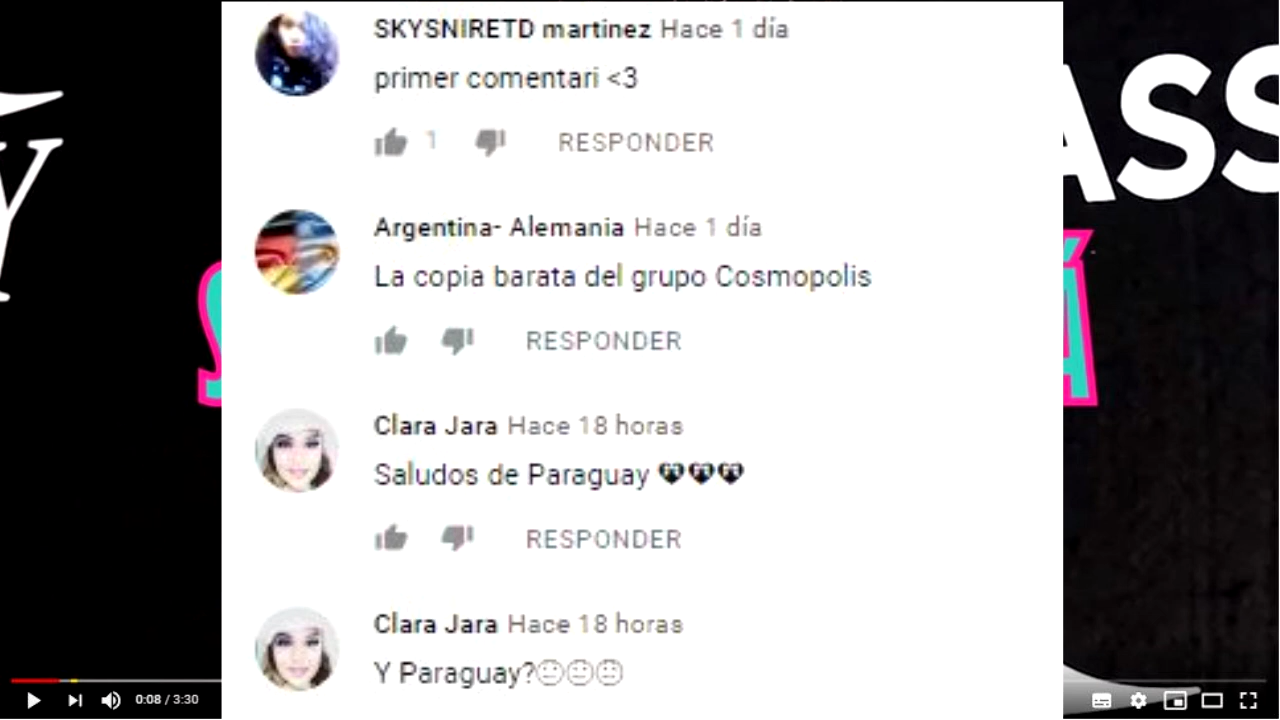 SKYSNIRETD martinez Hace 1 día
primer comentari <3
1 RESPONDER
Argentina- Alemania Hace 1 día
La copia barata del grupo Cosmopolis
RESPONDER
Clara Jara Hace 18 horas
Saludos de Paraguay 💖💖💖
RESPONDER
Clara Jara Hace 18 horas
Y Paraguay?😐😐😐
Y
ASS
0:08 / 3:30